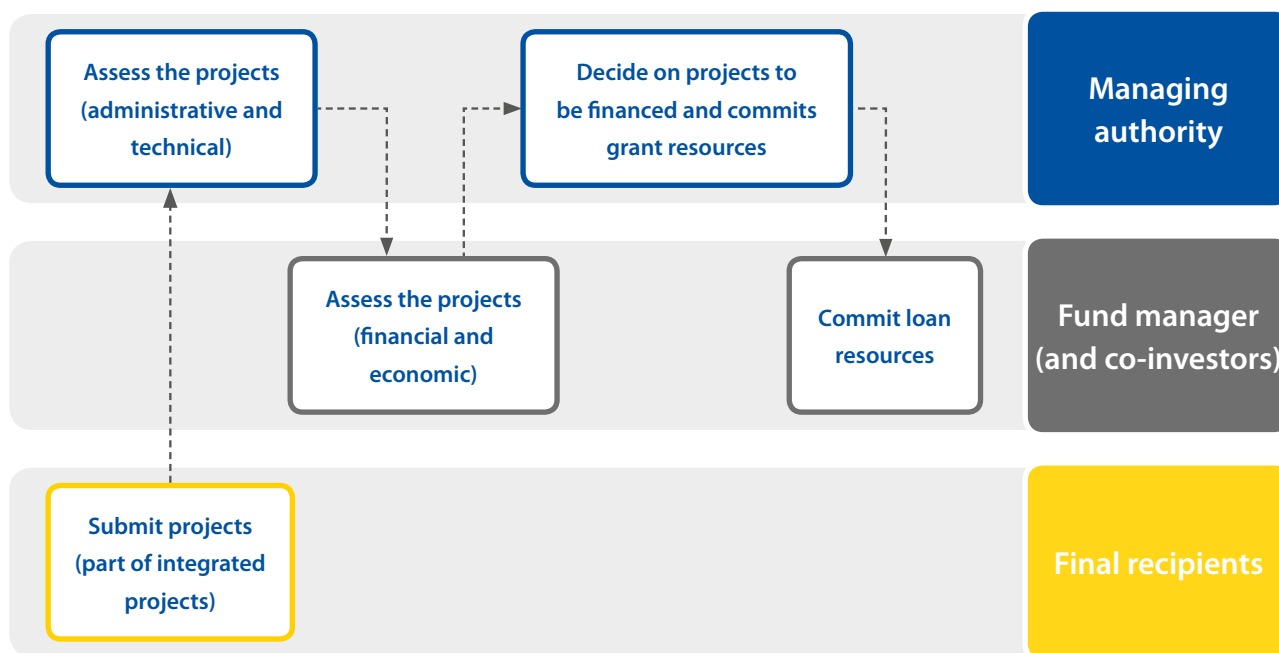 Assess the projects
(administrative and
technical)
Decide on projects to
be financed and commits
grant resources
Managing
authority
Assess the projects
(financial and
economic)
Commit loan
resources
Fund manager
(and co-investors)
Submit projects
(part of integrated
projects)
Final recipients